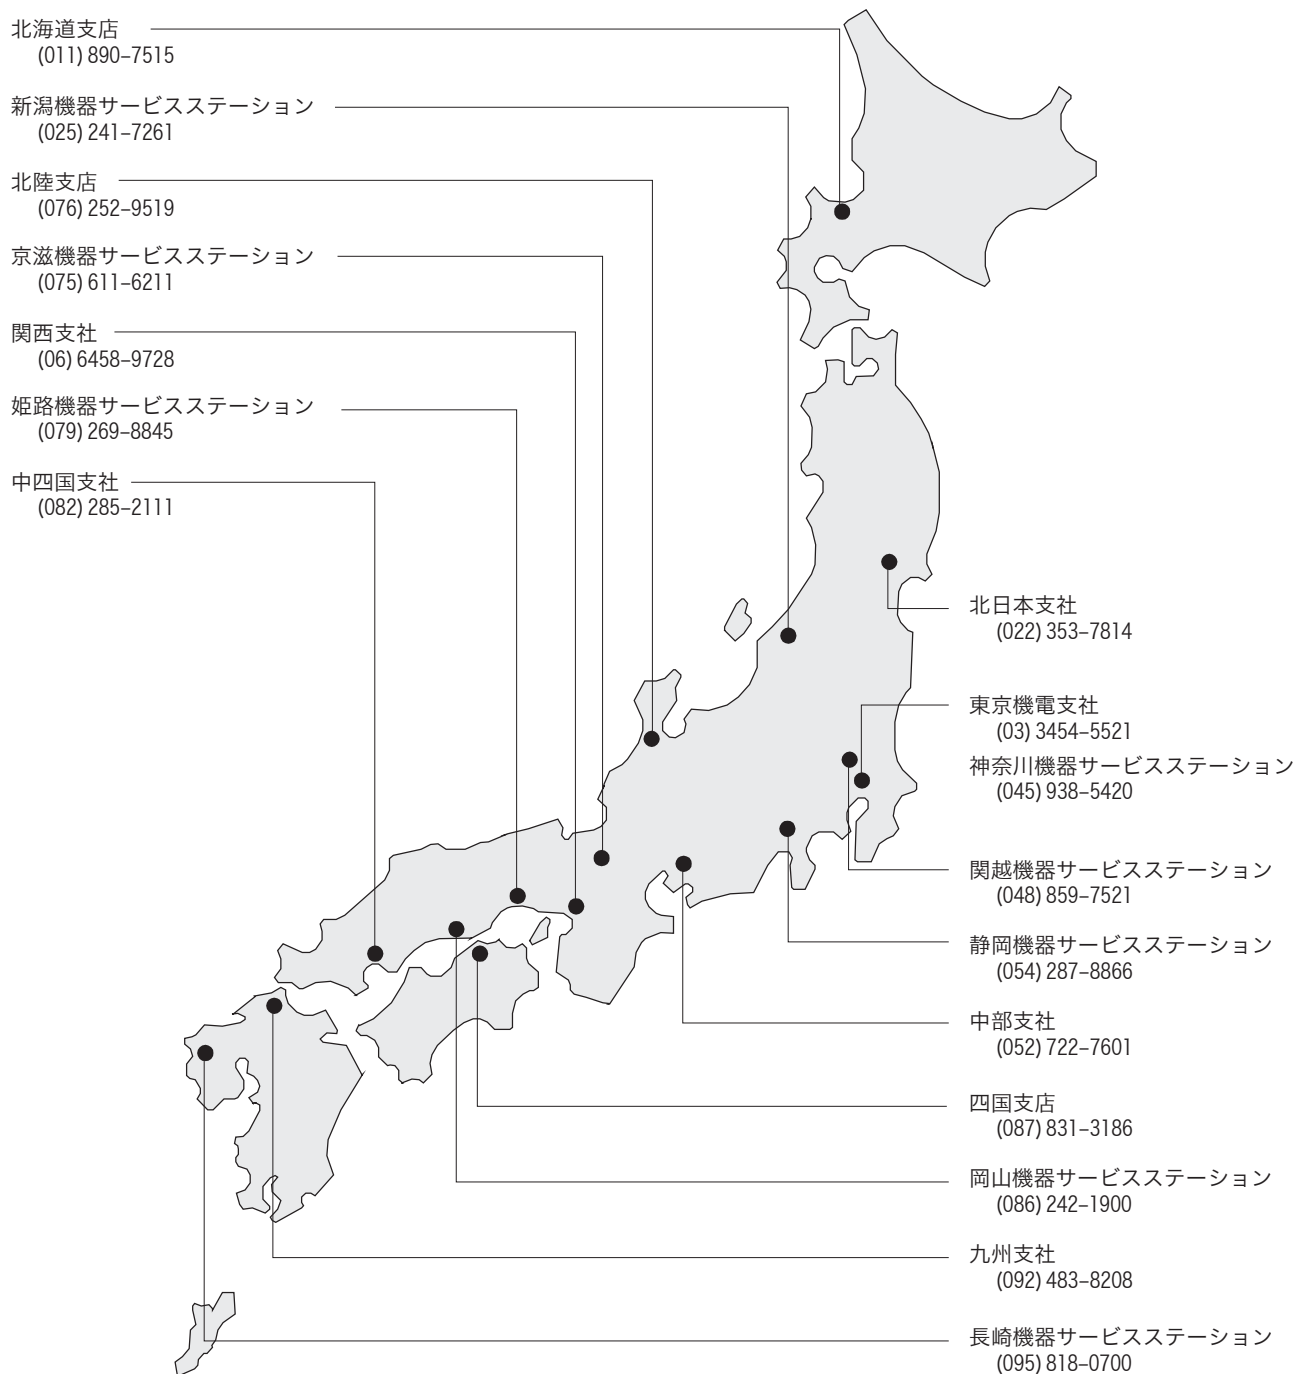 北海道支店
(011) 890–7515
新潟機器サービスステーション
(025) 241–7261
北陸支店
(076) 252–9519
京滋機器サービスステーション
(075) 611–6211
関西支社
(06) 6458–9728
姫路機器サービスステーション
(079) 269–8845
中四国支社
(082) 285–2111
北日本支社
(022) 353–7814
東京機電支社
(03) 3454–5521
神奈川機器サービスステーション
(045) 938–5420
関越機器サービスステーション
(048) 859–7521
静岡機器サービスステーション
(054) 287–8866
中部支社
(052) 722–7601
四国支店
(087) 831–3186
岡山機器サービスステーション
(086) 242–1900
九州支社
(092) 483–8208
長崎機器サービスステーション
(095) 818–0700